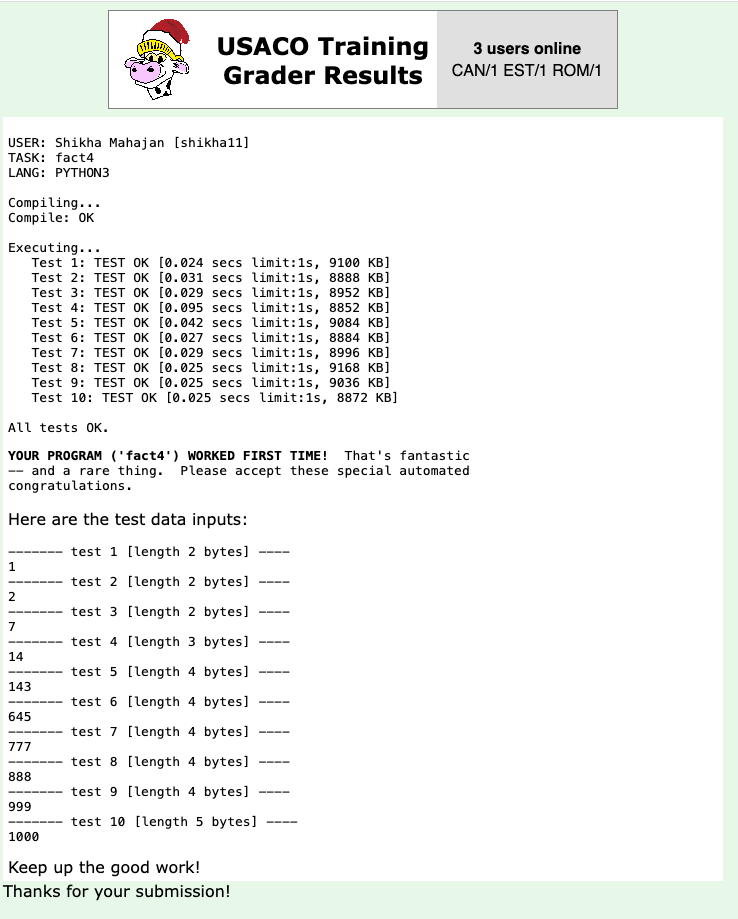 USACO Training
Grader Results
3 users online
CAN/1 EST/1 ROM/1
USER: Shikha Mahajan [shikha11]
TASK: fact4
LANG: PYTHON3
Compiling...
Compile: OK
Executing...
Test 1: TEST OK [0.024 secs limit:1s, 9100 KB]
Test 2: TEST OK [0.031 secs limit:1s, 8888 KB]
Test 3: TEST OK [0.029 secs limit:1s, 8952 KB]
Test 4: TEST OK [0.095 secs limit:1s, 8852 KB]
Test 5: TEST OK [0.042 secs limit:1s, 9084 KB]
Test 6: TEST OK [0.027 secs limit:1s, 8884 KB]
Test 7: TEST OK [0.029 secs limit:1s, 8996 KB]
Test 8: TEST OK [0.025 secs limit:1s, 9168 KB]
Test 9: TEST OK [0.025 secs limit:1s, 9036 KB]
Test 10: TEST OK [0.025 secs limit:1s, 8872 KB]
All tests OK.
YOUR PROGRAM ('fact4') WORKED FIRST TIME!  That's fantastic
-- and a rare thing.  Please accept these special automated
congratulations.
Here are the test data inputs:
------- test 1 [length 2 bytes] ----
1
------- test 2 [length 2 bytes] ----
2
------- test 3 [length 2 bytes] ----
7
------- test 4 [length 3 bytes] ----
14
------- test 5 [length 4 bytes] ----
143
------- test 6 [length 4 bytes] ----
645
------- test 7 [length 4 bytes] ----
777
------- test 8 [length 4 bytes] ----
888
------- test 9 [length 4 bytes] ----
999
------- test 10 [length 5 bytes] ----
1000
Keep up the good work!
Thanks for your submission!